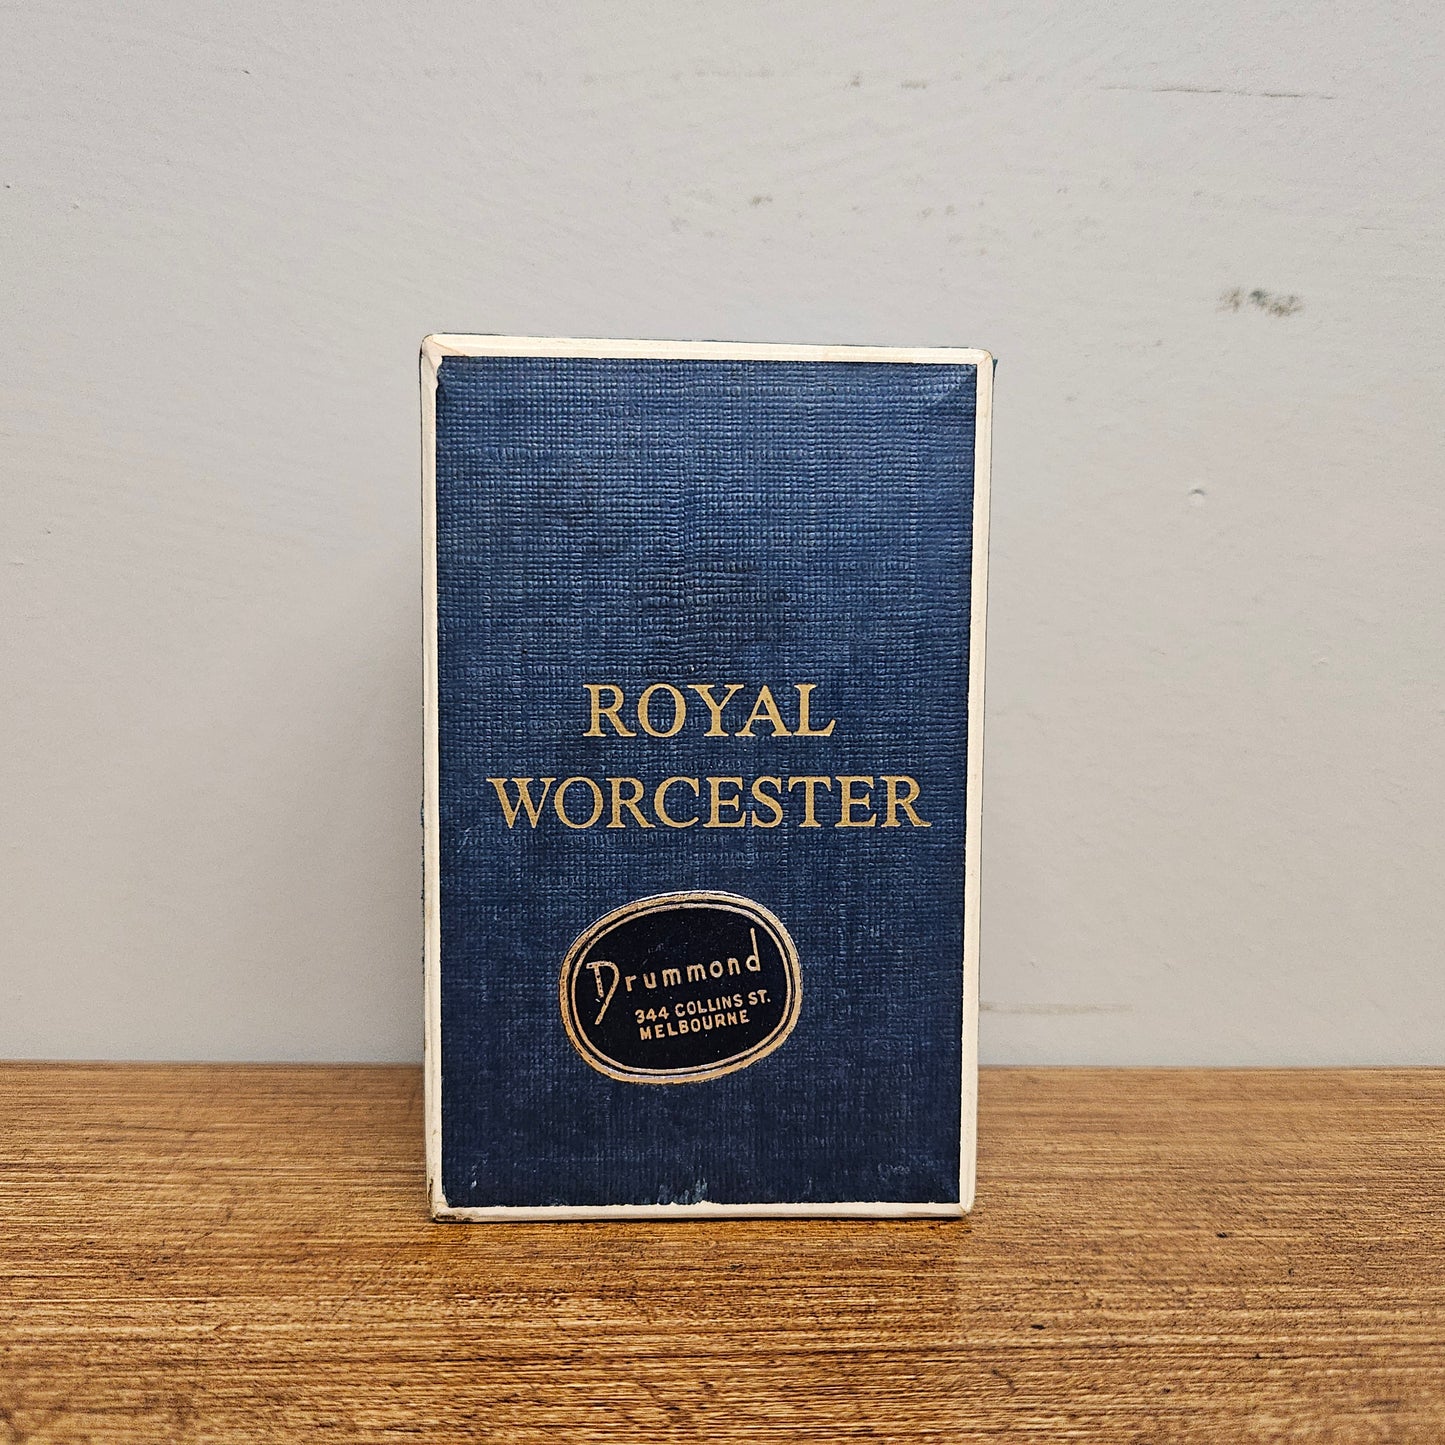 ROYAL
WORCESTER
Drummond
344 COLLINS ST.
MELBOURNE